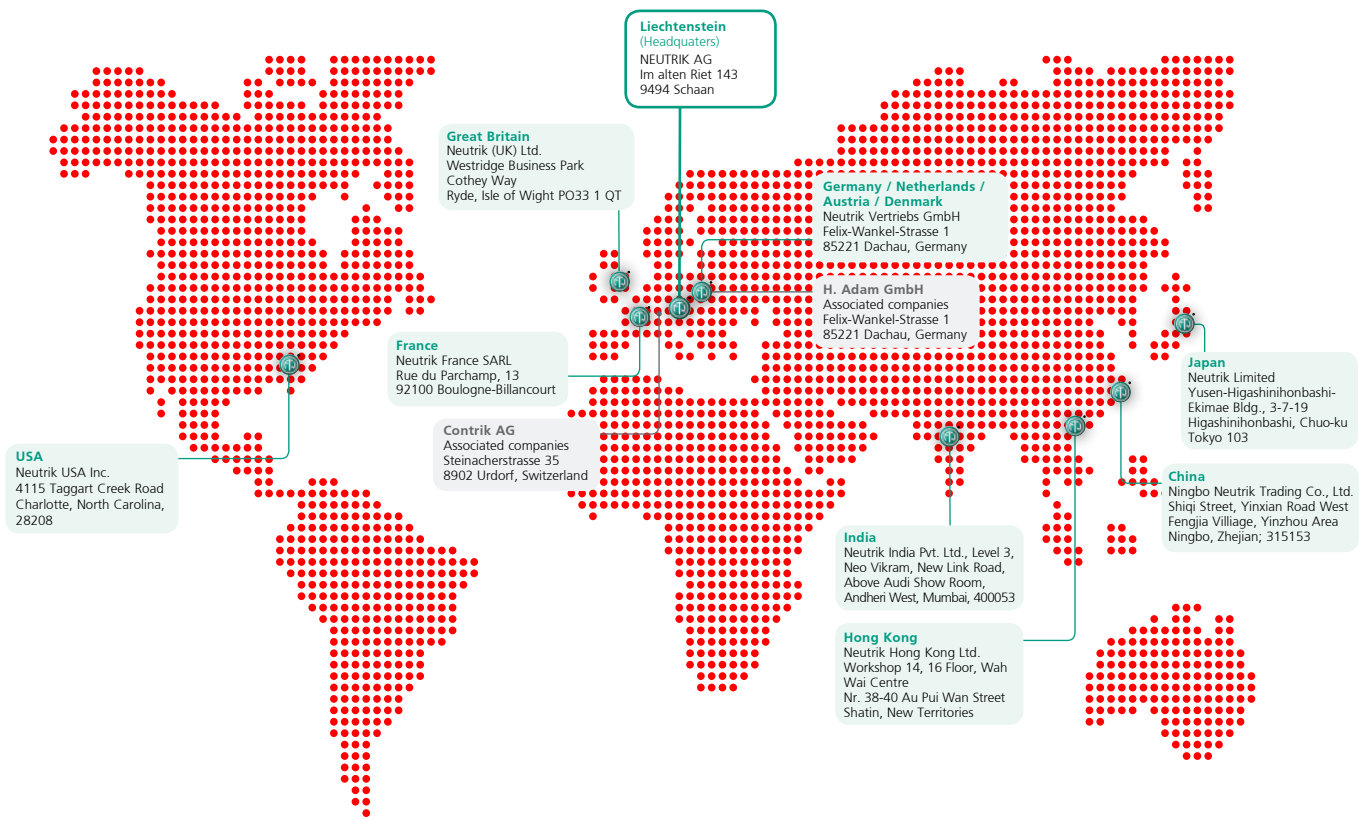 Liechtenstein
(Headquaters)
NEUTRIK AG
Im alten Riet 143
9494 Schaan
Great Britain
Neutrik (UK) Ltd.
Westridge Business Park
Cothey Way
Ryde, Isle of Wight PO33 1 QT
Germany / Netherlands /
Austria / Denmark
Neutrik Vertriebs GmbH
Felix-Wankel-Strasse 1
85221 Dachau, Germany
H. Adam GmbH
Associated companies
Felix-Wankel-Strasse 1
85221 Dachau, Germany
France
Neutrik France SARL
Rue du Parchamp, 13
92100 Boulogne-Billancourt
Japan
Neutrik Limited
Yusen-Higashinihonbashi-
Ekimae Bldg., 3-7-19
Higashinihonbashi, Chuo-ku
Tokyo 103
Contrik AG
Associated companies
Steinacherstrasse 35
8902 Urdorf, Switzerland
USA
Neutrik USA Inc.
4115 Taggart Creek Road
Charlotte, North Carolina,
28208
China
Ningbo Neutrik Trading Co., Ltd.
Shiqi Street, Yinxian Road West
Fengjia Villiage, Yinzhou Area
Ningbo, Zhejian; 315153
India
Neutrik India Pvt. Ltd., Level 3,
Neo Vikram, New Link Road,
Above Audi Show Room,
Andheri West, Mumbai, 400053
Hong Kong
Neutrik Hong Kong Ltd.
Workshop 14, 16 Floor, Wah
Wai Centre
Nr. 38-40 Au Pui Wan Street
Shatin, New Territories